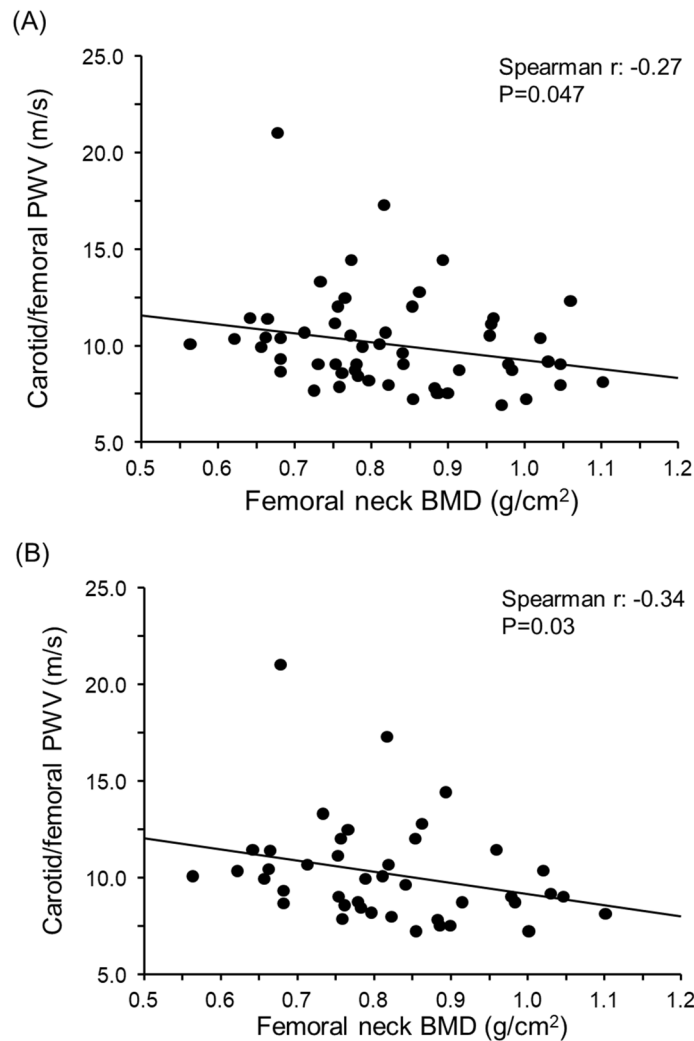 (A)
Spearman r: -0.27
P=0.047
Carotid/femoral PWV (m/s)
25.0
20.0
15.0
10.0
5.0
0.5 0.6 0.7 0.8 0.9 1.0 1.1 1.2
Femoral neck BMD (g/cm²)
(B)
Spearman r: -0.34
P=0.03
Carotid/femoral PWV (m/s)
25.0
20.0
15.0
10.0
5.0
0.5 0.6 0.7 0.8 0.9 1.0 1.1 1.2
Femoral neck BMD (g/cm²)